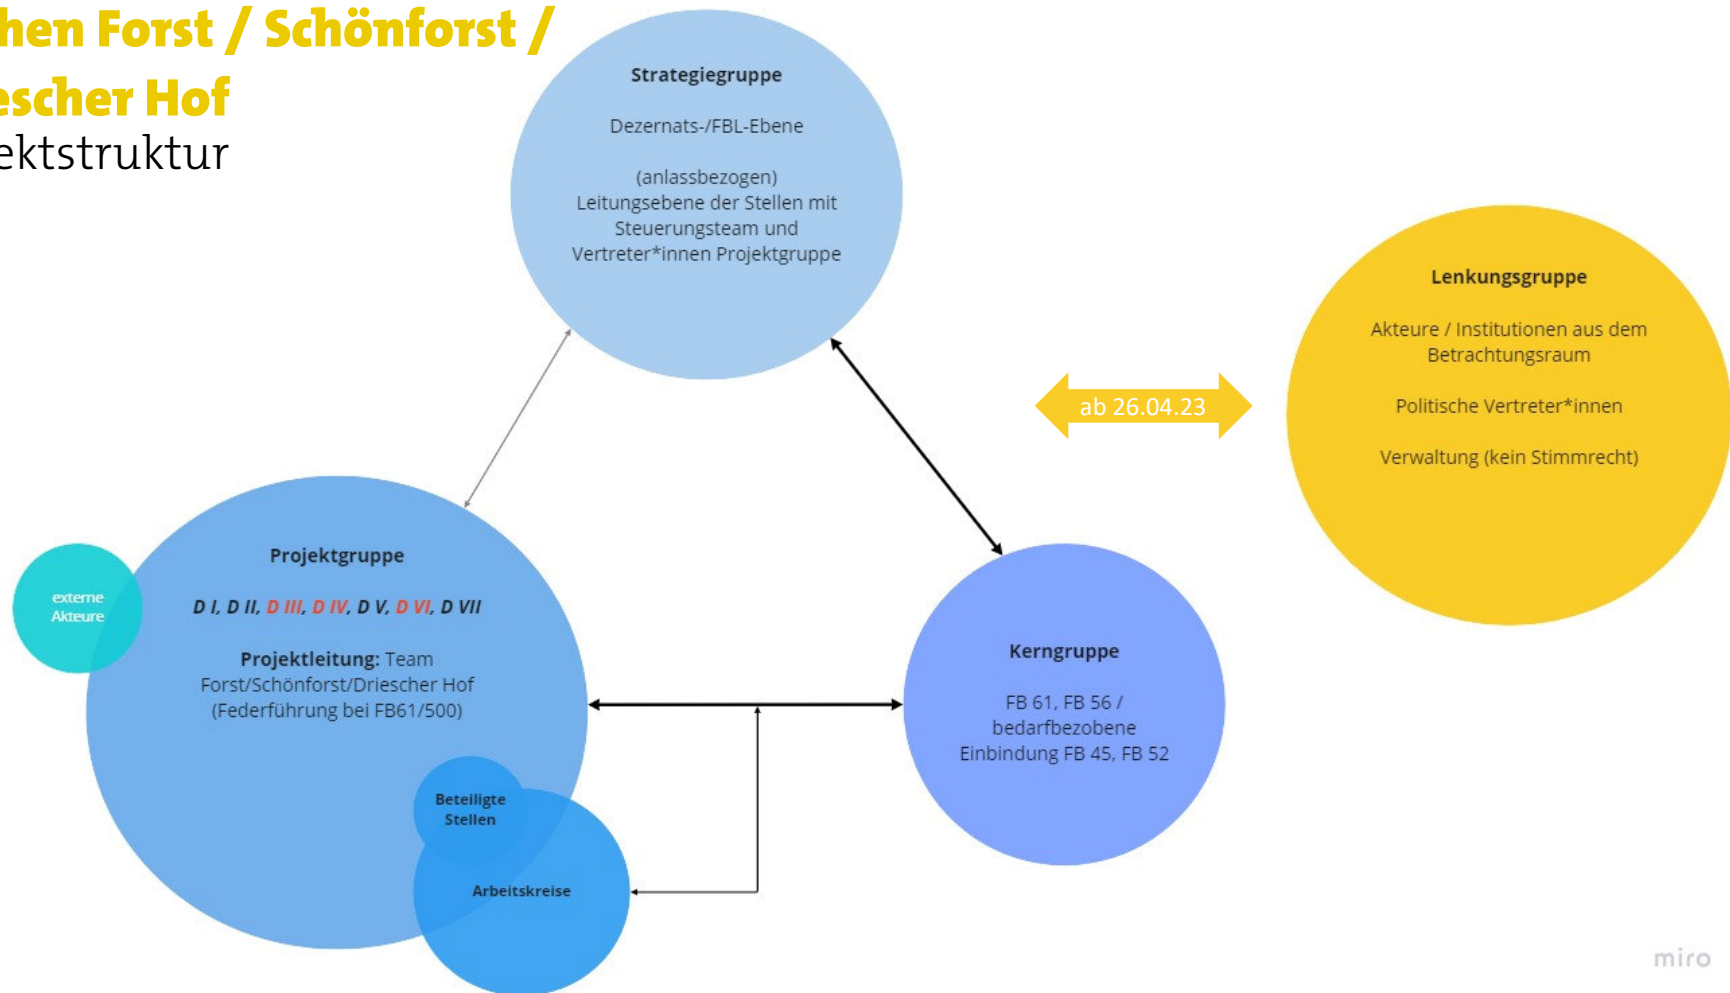 hen Forst / Schönforst /
escher Hof
ektstruktur
Strategiegruppe
Dezernats-/FBL-Ebene
(anlassbezogen)
Leitungsebene der Stellen mit
Steuerungsteam und
Vertreter*innen Projektgruppe
Lenkungsgruppe
Akteure / Institutionen aus dem
Betrachtungsraum
Politische Vertreter*innen
Verwaltung (kein Stimmrecht)
ab 26.04.23
Projektgruppe
D I, D II, D III, D IV, D V, D VI, D VII
Projektleitung: Team
Forst/Schönforst/Driescher Hof
(Federführung bei FB61/500)
externe
Akteure
Beteiligte
Stellen
Arbeitskreise
Kerngruppe
FB 61, FB 56 /
bedarfbezobene
Einbindung FB 45, FB 52
miro